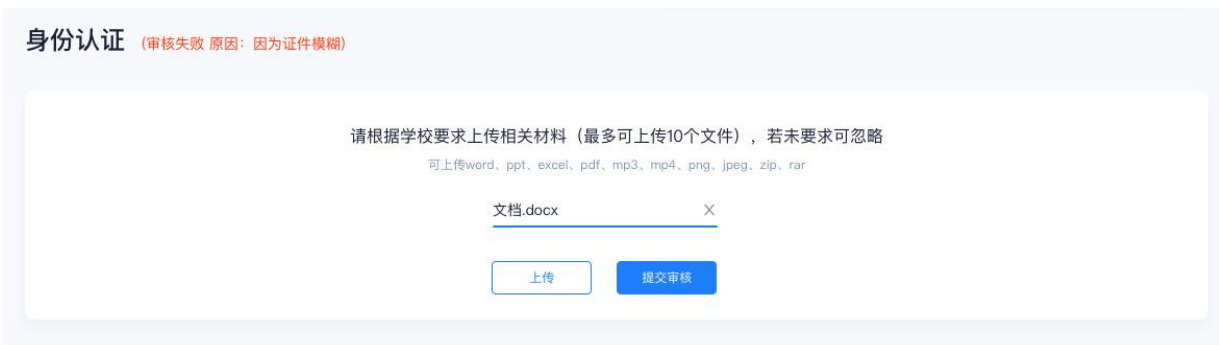 身份认证 (审核失败 原因：因为证件模糊)
请根据学校要求上传相关材料（最多可上传10个文件），若未要求可忽略
可上传word、ppt、excel、pdf、mp3、mp4、png、jpeg、zip、rar
文档.docx X
上传 提交审核